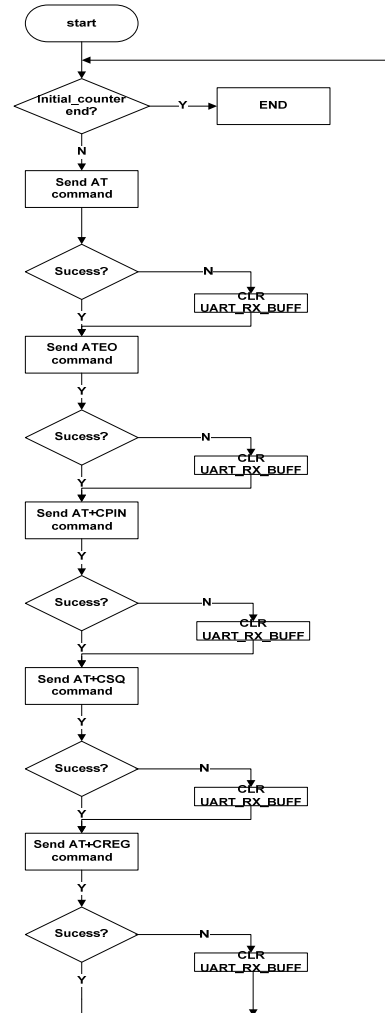 start
Initial_counter
end?
Y
END
N
Send AT
command
Sucess?
N
CLR
UART_RX_BUFF
Y
Send ATEO
command
Y
Sucess?
N
CLR
UART_RX_BUFF
Y
Send AT+CPIN
command
Y
Sucess?
N
CLR
UART_RX_BUFF
Y
Send AT+CSQ
command
Y
Sucess?
N
CLR
UART_RX_BUFF
Y
Send AT+CREG
command
Y
Sucess?
N
CLR
UART_RX_BUFF
Y